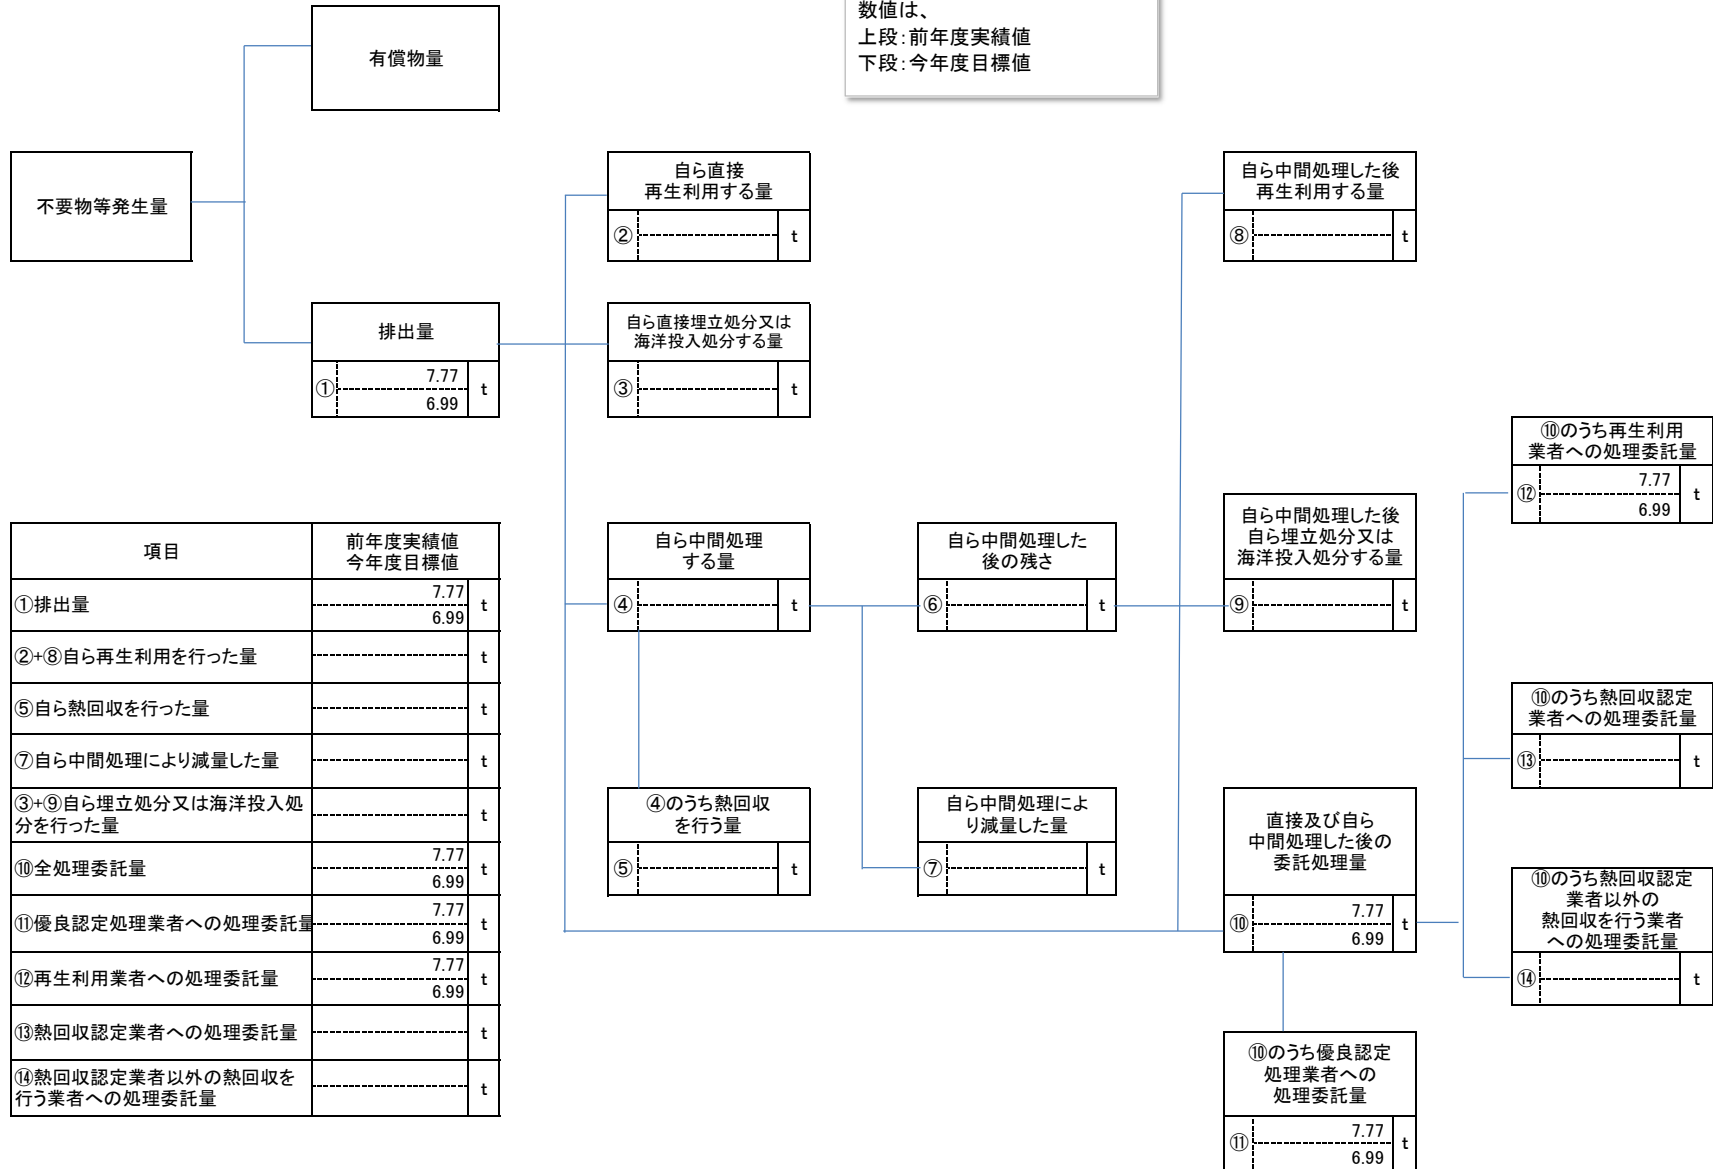 数値は、
上段：前年度実績値
下段：今年度目標値
有償物量
不要物等発生量
排出量
① 7.77 t
6.99
自ら直接
再生利用する量
② t
自ら直接埋立処分又は
海洋投入処分する量
③ t
自ら中間処理
する量
④ t
④のうち熱回収
を行う量
⑤ t
自ら中間処理した
後の残さ
⑥ t
自ら中間処理によ
り減量した量
⑦ t
自ら中間処理した後
再生利用する量
⑧ t
自ら中間処理した後
自ら埋立処分又は
海洋投入処分する量
⑨ t
直接及び自ら
中間処理した後の
委託処理量
⑩ 7.77 t
6.99
⑩のうち優良認定
処理業者への
処理委託量
⑪ 7.77 t
6.99
⑩のうち再生利用
業者への処理委託量
⑫ 7.77 t
6.99
⑩のうち熱回収認定
業者への処理委託量
⑬ t
⑩のうち熱回収認定
業者以外の
熱回収を行う業者
への処理委託量
⑭ t
項目 前年度実績値
今年度目標値
①排出量 7.77 t
6.99
②+⑧自ら再生利用を行った量 t
⑤自ら熱回収を行った量 t
⑦自ら中間処理により減量した量 t
③+⑨自ら埋立処分又は海洋投入処
分を行った量 t
⑩全処理委託量 7.77 t
6.99
⑪優良認定処理業者への処理委託量 7.77 t
6.99
⑫再生利用業者への処理委託量 7.77 t
6.99
⑬熱回収認定業者への処理委託量 t
⑭熱回収認定業者以外の熱回収を
行う業者への処理委託量 t